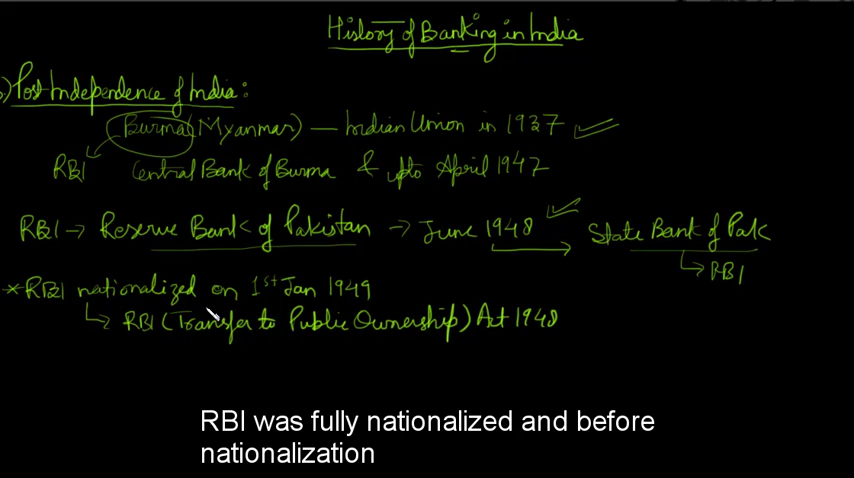 History of Banking in India
Post Independence of India :
Burma (Myanmar) — Indian Union in 1937
RBI Central Bank of Burma & upto April 1947
RBI → Reserve Bank of Pakistan → June 1948 → State Bank of Pak
→ RBI
* RBI nationalized on 1st Jan 1949
→ RBI (Transfer to Public Ownership) Act 1948
RBI was fully nationalized and before
nationalization